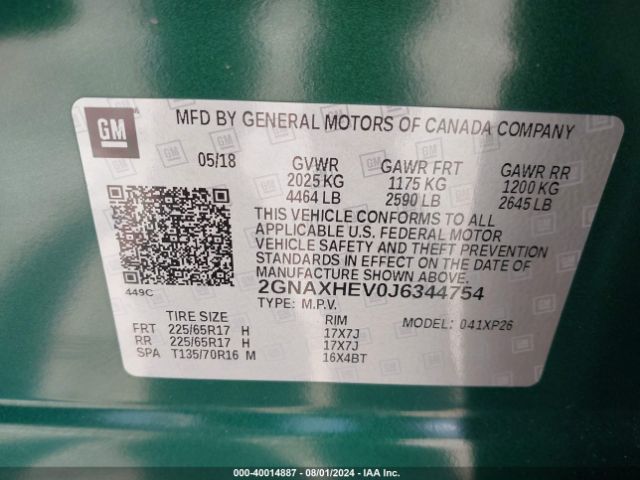 GM
MFD BY GENERAL MOTORS OF CANADA COMPANY
05/18 GVWR GAWR FRT GAWR RR
2025 KG 1175 KG 1200 KG
4464 LB 2590 LB 2645 LB
THIS VEHICLE CONFORMS TO ALL
APPLICABLE U.S. FEDERAL MOTOR
VEHICLE SAFETY AND THEFT PREVENTION
STANDARDS IN EFFECT ON THE DATE OF
MANUFACTURE SHOWN ABOVE.
449C 2GNAXHEV0J6344754
TYPE: M.P.V.
TIRE SIZE RIM MODEL: 041XP26
FRT 225/65R17 H 17X7J
RR 225/65R17 H 17X7J
SPA T135/70R16 M 16X4BT
000-40014887 - 08/01/2024 - IAA Inc.